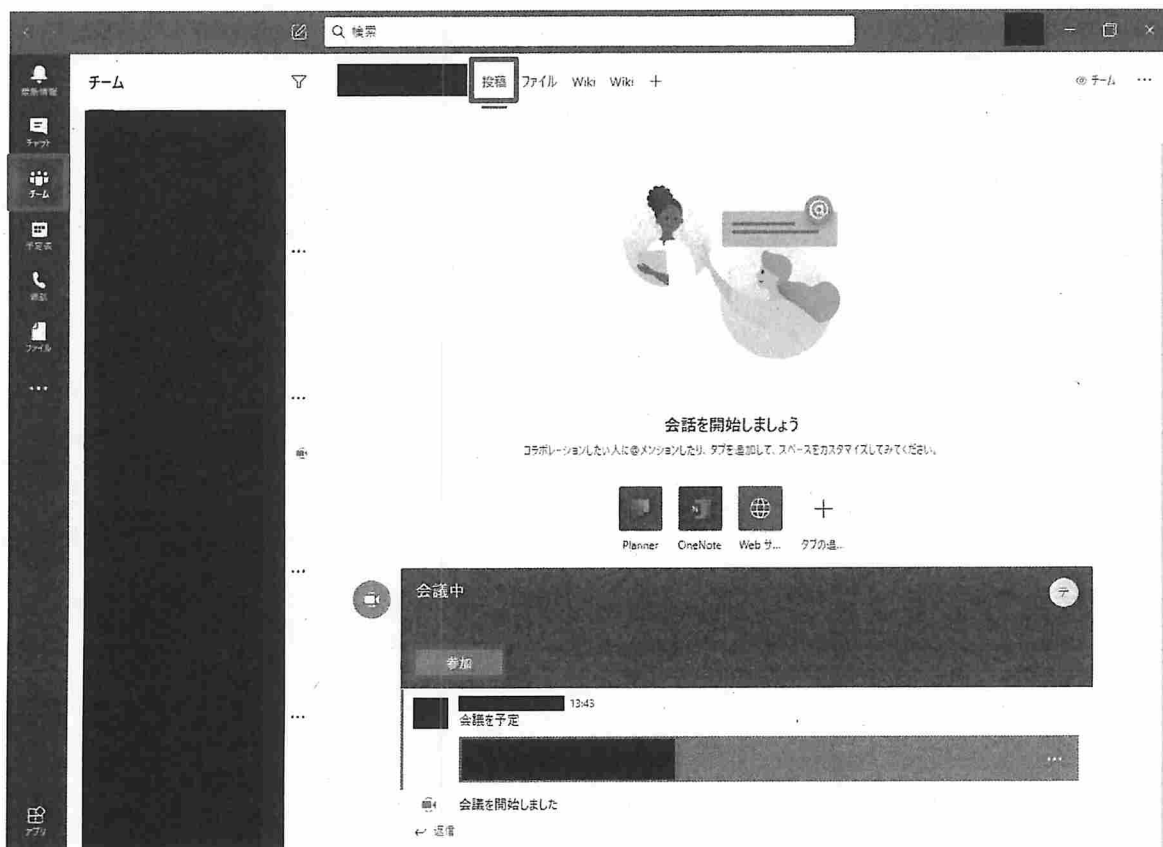 検索
最新情報
チーム
投稿 ファイル Wiki Wiki +
チーム
チャット
チーム
予定表
通話
ファイル
@
会話を開始しましょう
コラボレーションしたい人に@メンションしたり、タブを追加して、スペースをカスタマイズしてみてください。
Planner OneNote Web サ... タブの追...
会議中
テ
参加
13:43
会議を予定
会議を開始しました
返信
アプリ